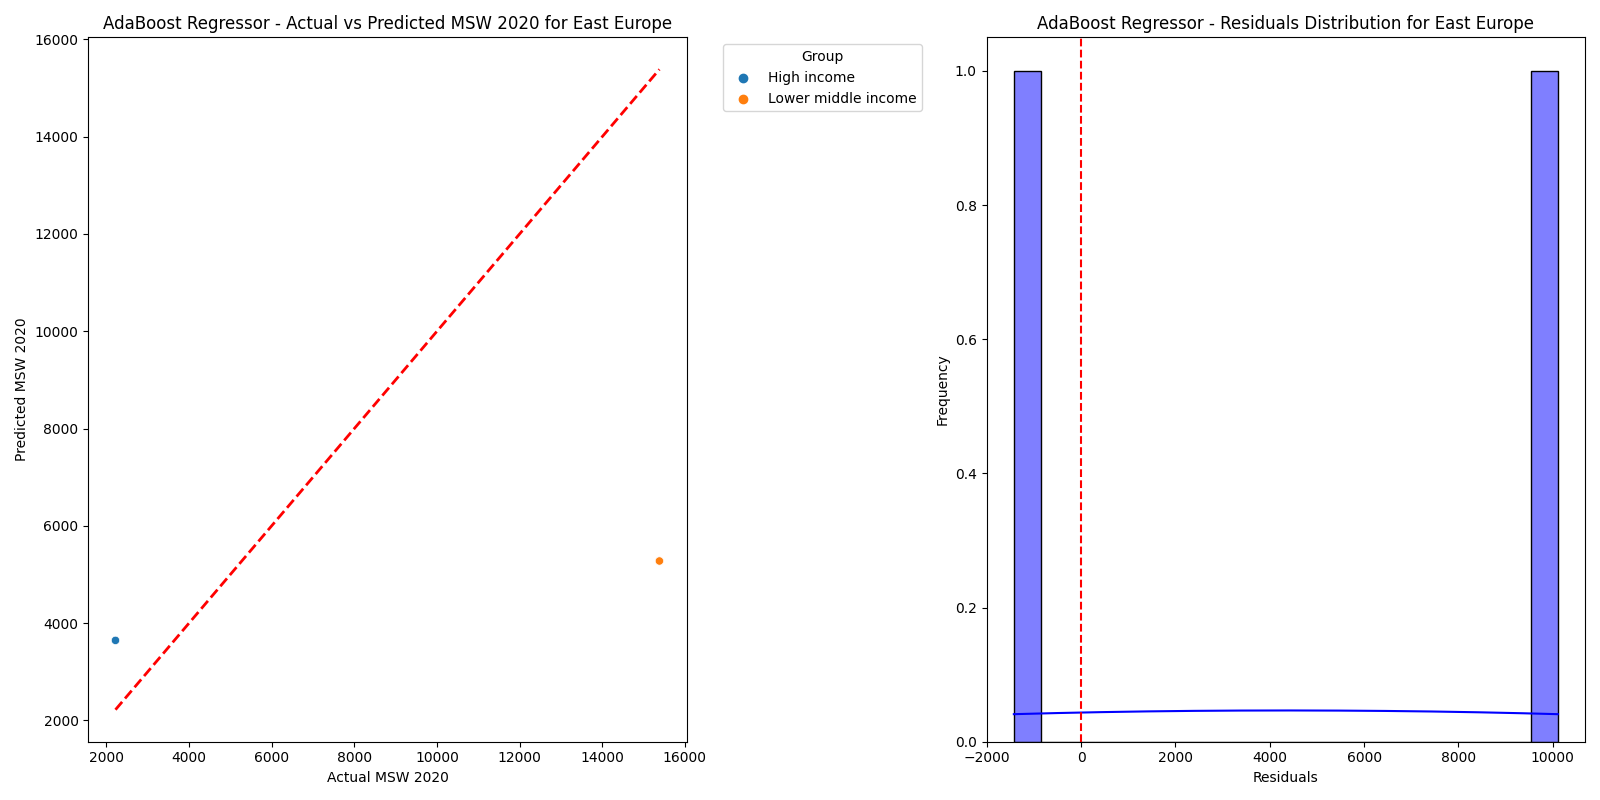 AdaBoost Regressor - Actual vs Predicted MSW 2020 for East Europe
16000
14000
12000
10000
8000
6000
4000
2000
Predicted MSW 2020
2000 4000 6000 8000 10000 12000 14000 16000
Actual MSW 2020
Group
High income
Lower middle income
AdaBoost Regressor - Residuals Distribution for East Europe
1.0
0.8
0.6
0.4
0.2
0.0
Frequency
−2000 0 2000 4000 6000 8000 10000
Residuals